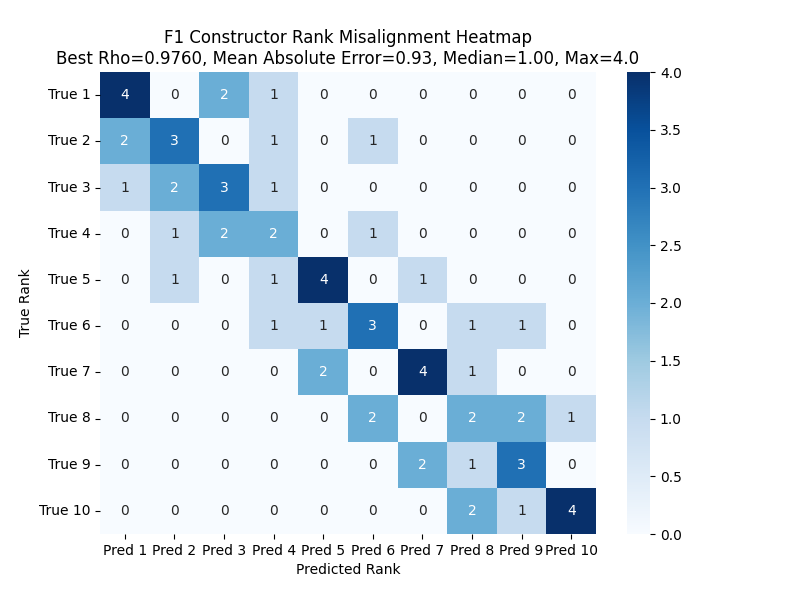 F1 Constructor Rank Misalignment Heatmap
Best Rho=0.9760, Mean Absolute Error=0.93, Median=1.00, Max=4.0
True 1 4 0 2 1 0 0 0 0 0 0
True 2 2 3 0 1 0 1 0 0 0 0
True 3 1 2 3 1 0 0 0 0 0 0
True 4 0 1 2 2 0 1 0 0 0 0
True 5 0 1 0 1 4 0 1 0 0 0
True 6 0 0 0 1 1 3 0 1 1 0
True 7 0 0 0 0 2 0 4 1 0 0
True 8 0 0 0 0 0 2 0 2 2 1
True 9 0 0 0 0 0 0 2 1 3 0
True 10 0 0 0 0 0 0 0 2 1 4
Pred 1 Pred 2 Pred 3 Pred 4 Pred 5 Pred 6 Pred 7 Pred 8 Pred 9 Pred 10
Predicted Rank
True Rank
4.0
3.5
3.0
2.5
2.0
1.5
1.0
0.5
0.0